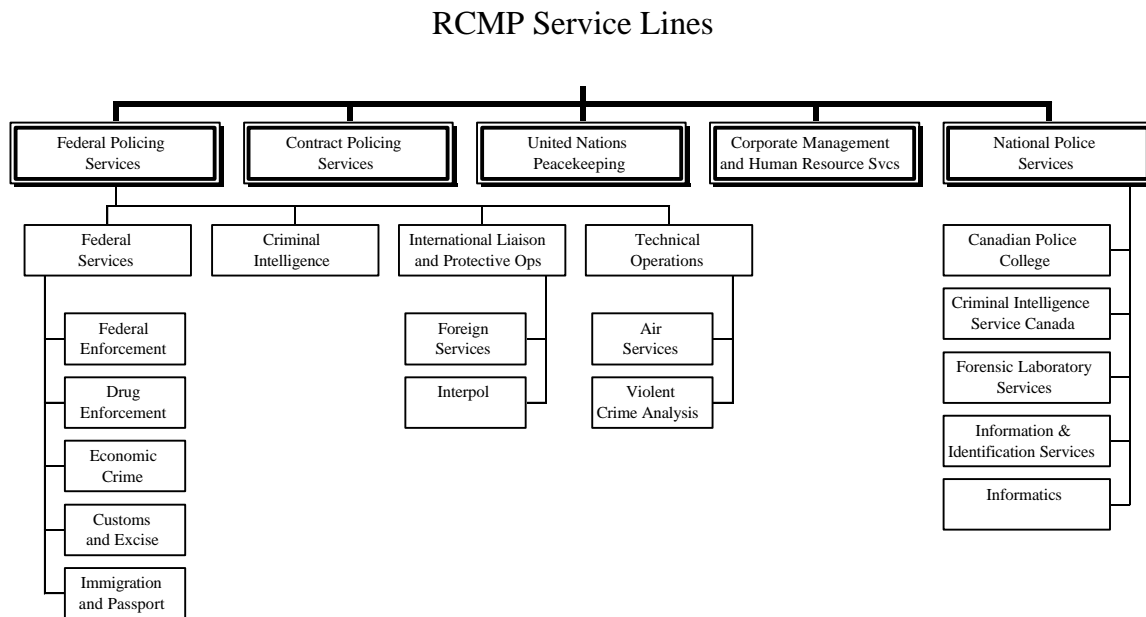 RCMP Service Lines
Federal Policing
Services
Contract Policing
Services
United Nations
Peacekeeping
Corporate Management
and Human Resource Svcs
National Police
Services
Federal
Services
Criminal
Intelligence
International Liaison
and Protective Ops
Technical
Operations
Federal
Enforcement
Drug
Enforcement
Economic
Crime
Customs
and Excise
Immigration
and Passport
Foreign
Services
Interpol
Air
Services
Violent
Crime Analysis
Canadian Police
College
Criminal Intelligence
Service Canada
Forensic Laboratory
Services
Information &
Identification Services
Informatics